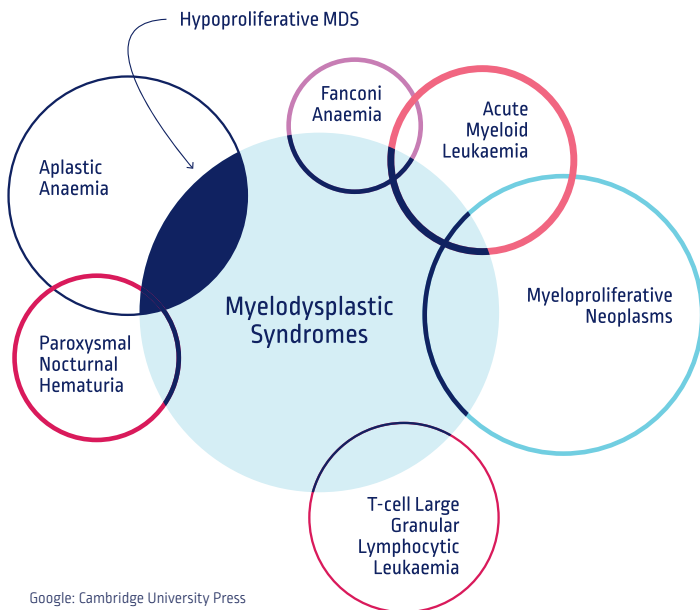 Hypoproliferative MDS
Fanconi
Anaemia
Acute
Myeloid
Leukaemia
Aplastic
Anaemia
Myelodysplastic
Syndromes
Myeloproliferative
Neoplasms
Paroxysmal
Nocturnal
Hematuria
T-cell Large
Granular
Lymphocytic
Leukaemia
Google: Cambridge University Press